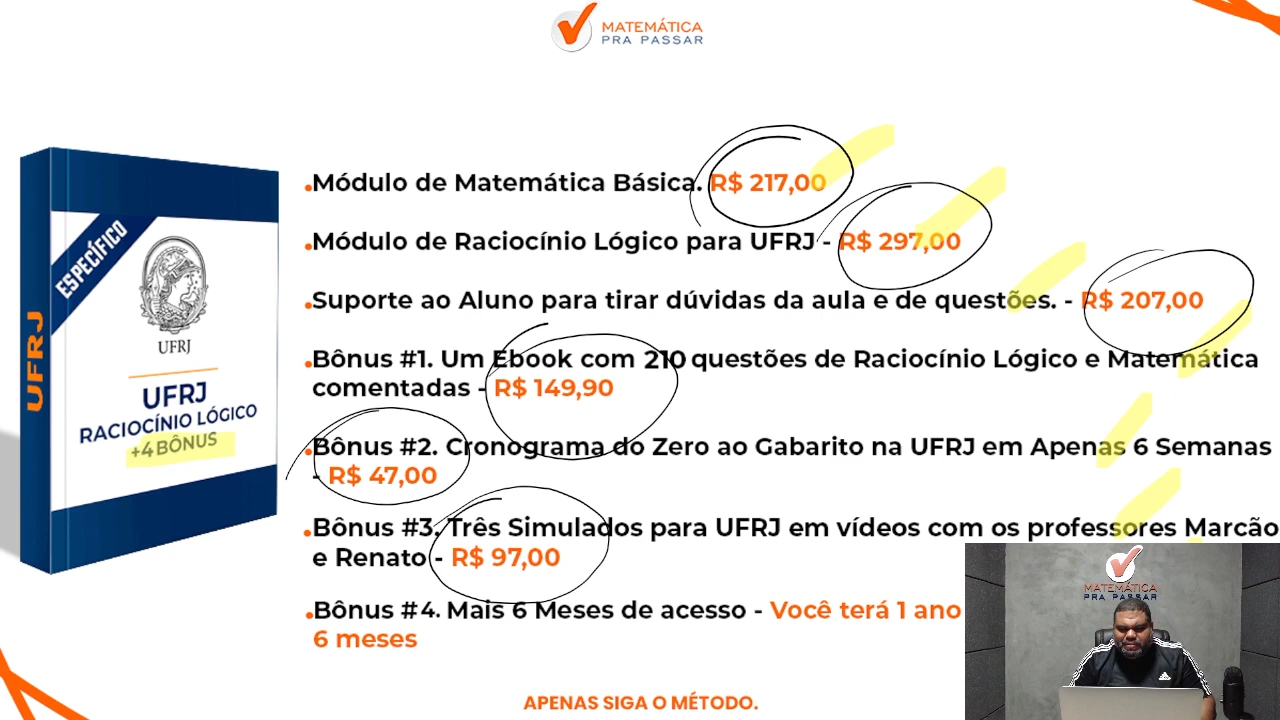 MATEMÁTICA
PRA PASSAR
•Módulo de Matemática Básica. R$ 217,00
•Módulo de Raciocínio Lógico para UFRJ - R$ 297,00
•Suporte ao Aluno para tirar dúvidas da aula e de questões. - R$ 207,00
•Bônus #1. Um Ebook com 210 questões de Raciocínio Lógico e Matemática
comentadas - R$ 149,90
•Bônus #2. Cronograma do Zero ao Gabarito na UFRJ em Apenas 6 Semanas
- R$ 47,00
•Bônus #3. Três Simulados para UFRJ em vídeos com os professores Marcão
e Renato - R$ 97,00
•Bônus #4. Mais 6 Meses de acesso - Você terá 1 ano
6 meses
ESPECÍFICO
UFRJ
UFRJ
UFRJ
RACIOCÍNIO LÓGICO
+4 BÔNUS
MATEMÁTICA
PRA PASSAR
APENAS SIGA O MÉTODO.